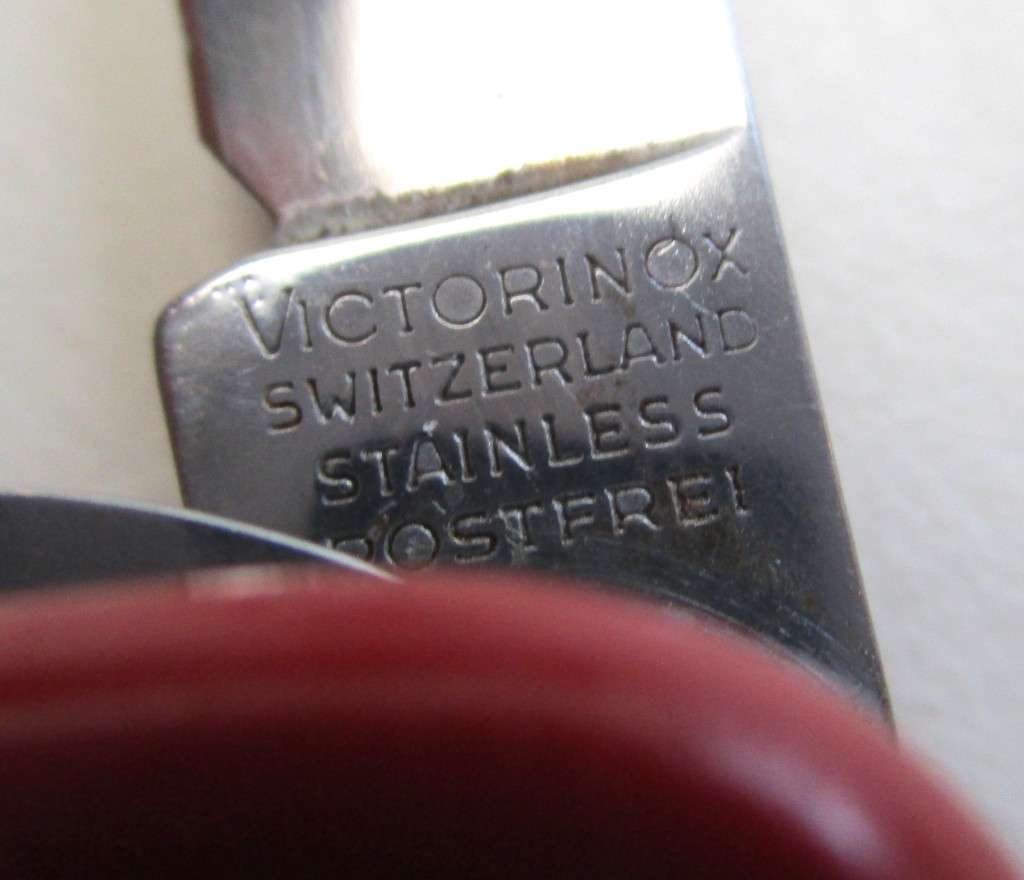 VICTORINOX
SWITZERLAND
STAINLESS
ROSTFREI